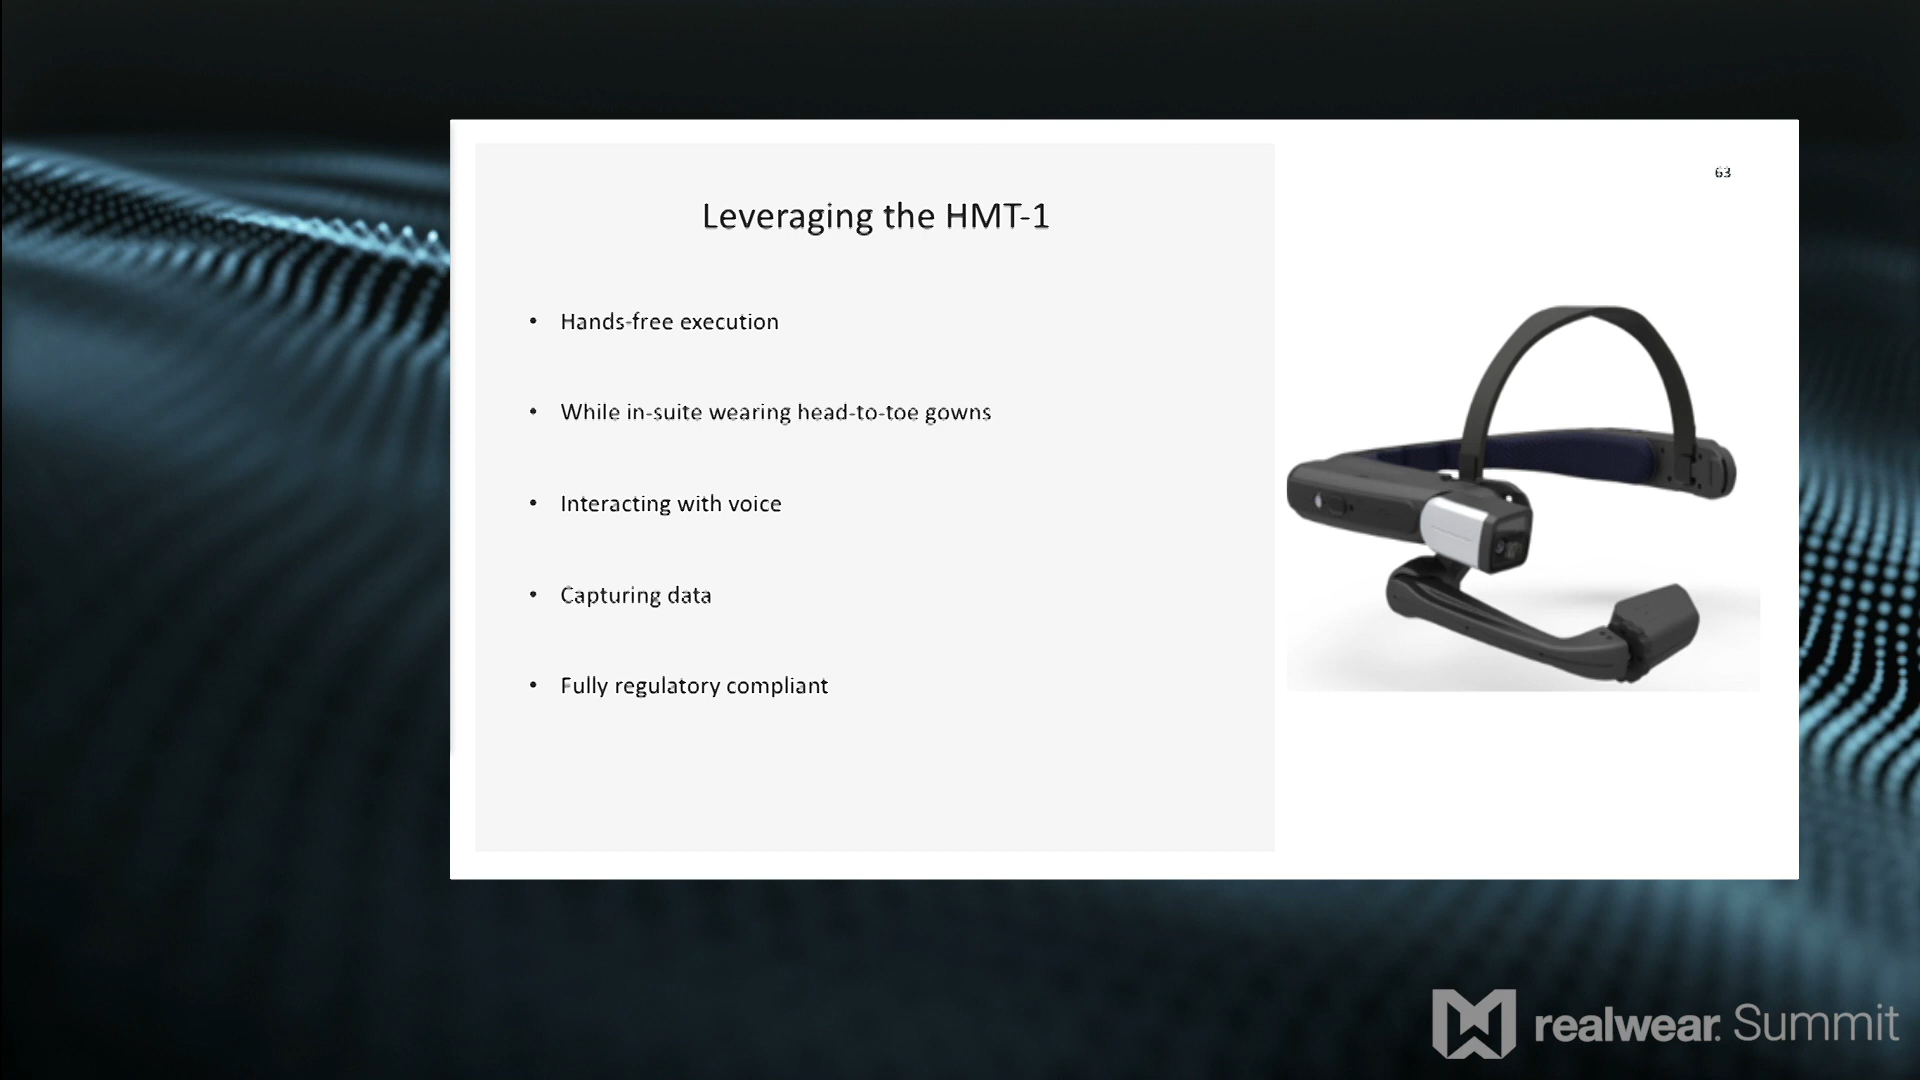 63
Leveraging the HMT-1
• Hands-free execution
• While in-suite wearing head-to-toe gowns
• Interacting with voice
• Capturing data
• Fully regulatory compliant
realwear. Summit